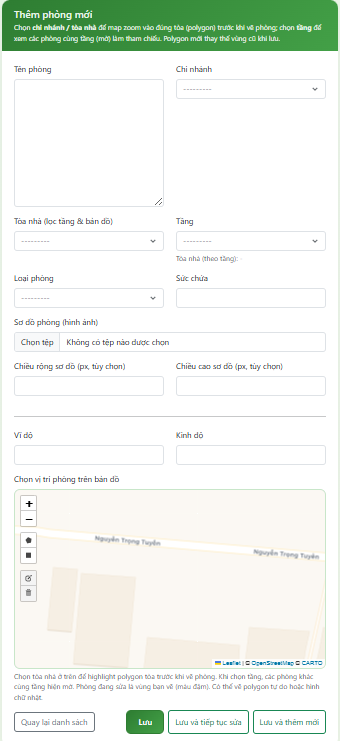 Thêm phòng mới
Chọn chi nhánh / tòa nhà để map zoom vào đúng tòa (polygon) trước khi vẽ phòng; chọn tầng để
xem các phòng cùng tầng (mờ) làm tham chiếu. Polygon mới thay thế vùng cũ khi lưu.
Tên phòng
Chi nhánh
---------
Tòa nhà (lọc tầng & bản đồ)
Tầng
---------
---------
Tòa nhà (theo tầng): -
Loại phòng
Sức chứa
---------
Sơ đồ phòng (hình ảnh)
Chọn tệp
Không có tệp nào được chọn
Chiều rộng sơ đồ (px, tùy chọn)
Chiều cao sơ đồ (px, tùy chọn)
Vĩ độ
Kinh độ
Chọn vị trí phòng trên bản đồ
+
−
Nguyễn Trọng Tuyển
Nguyễn Trọng Tuyển
Leaflet | © OpenStreetMap © CARTO
Chọn tòa nhà ở trên để highlight polygon tòa trước khi vẽ phòng. Khi chọn tầng, các phòng khác
cùng tầng hiện mờ. Phòng đang sửa là vùng bạn vẽ (màu đậm). Có thể vẽ polygon tự do hoặc hình
chữ nhật.
Quay lại danh sách
Lưu
Lưu và tiếp tục sửa
Lưu và thêm mới